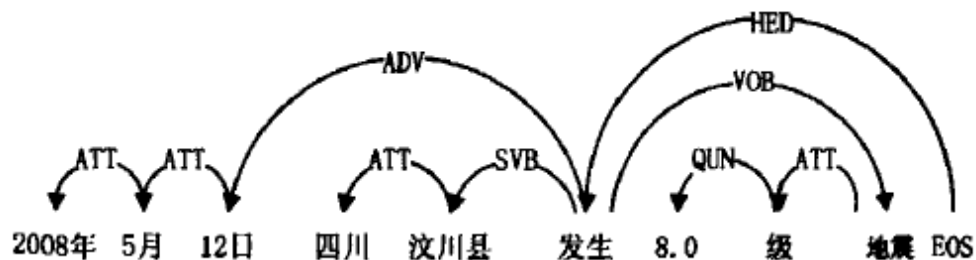 HED
ADV
VOB
ATT ATT ATT SVB QUN ATT
2008年 5月 12日 四川 汶川县 发生 8.0 级 地震 EOS